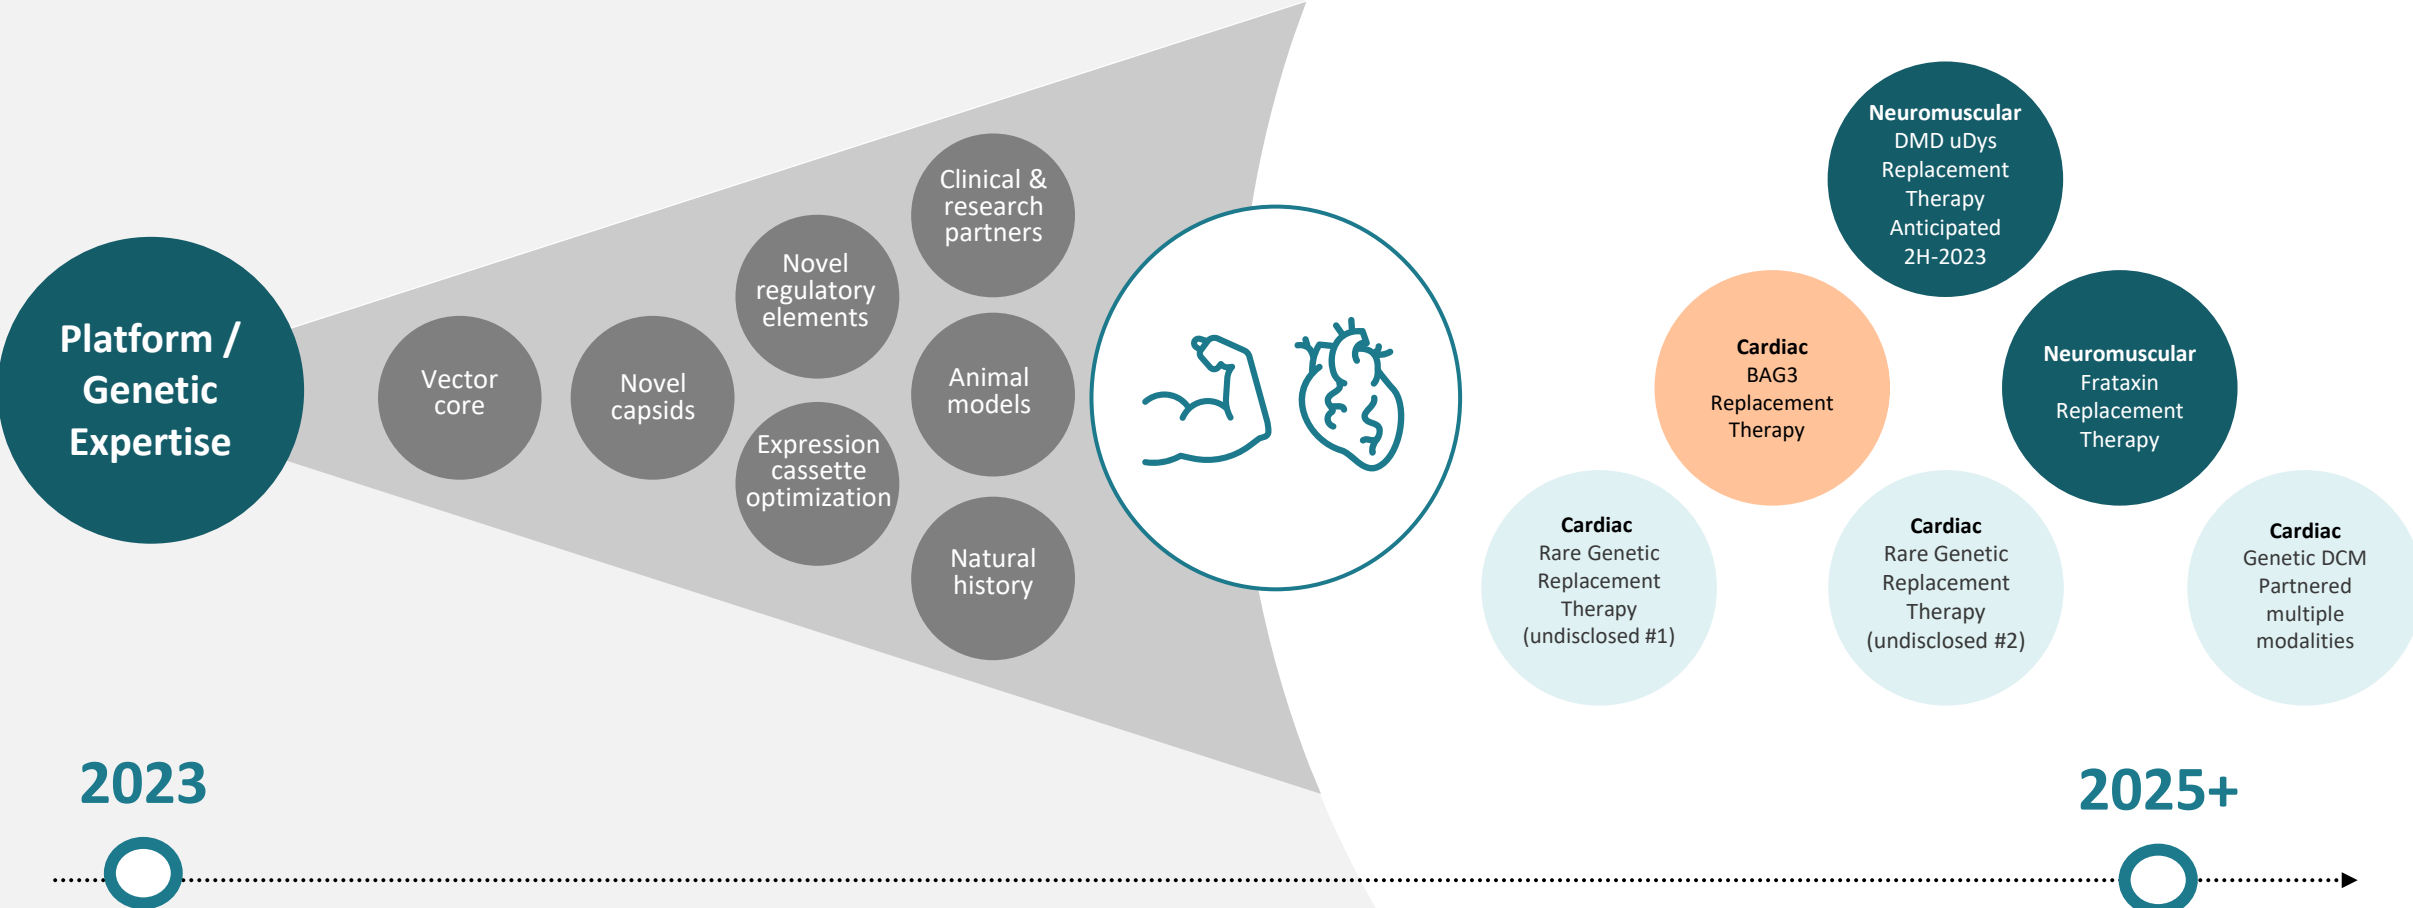 Platform /
Genetic
Expertise
Vector
core
Novel
capsids
Novel
regulatory
elements
Expression
cassette
optimization
Clinical &
research
partners
Animal
models
Natural
history
Neuromuscular
DMD uDys
Replacement
Therapy
Anticipated
2H-2023
Cardiac
BAG3
Replacement
Therapy
Neuromuscular
Frataxin
Replacement
Therapy
Cardiac
Rare Genetic
Replacement
Therapy
(undisclosed #1)
Cardiac
Rare Genetic
Replacement
Therapy
(undisclosed #2)
Cardiac
Genetic DCM
Partnered
multiple
modalities
2023
2025+